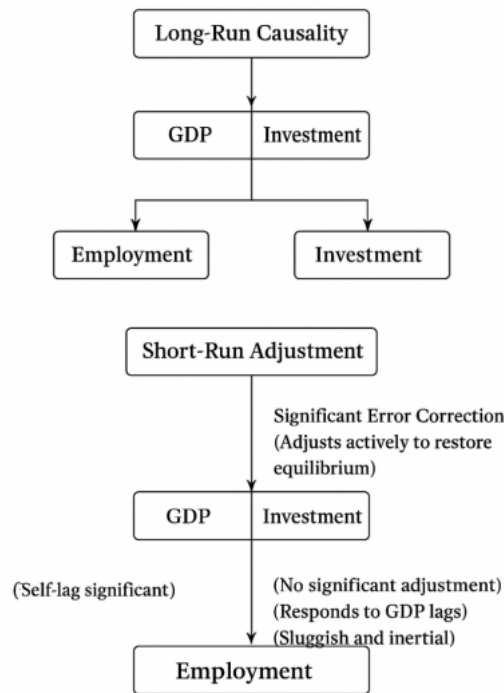 Long-Run Causality
GDP Investment
Employment Investment
Short-Run Adjustment
Significant Error Correction
(Adjusts actively to restore
equilibrium)
GDP Investment
(Self-lag significant)
(No significant adjustment)
(Responds to GDP lags)
(Sluggish and inertial)
Employment